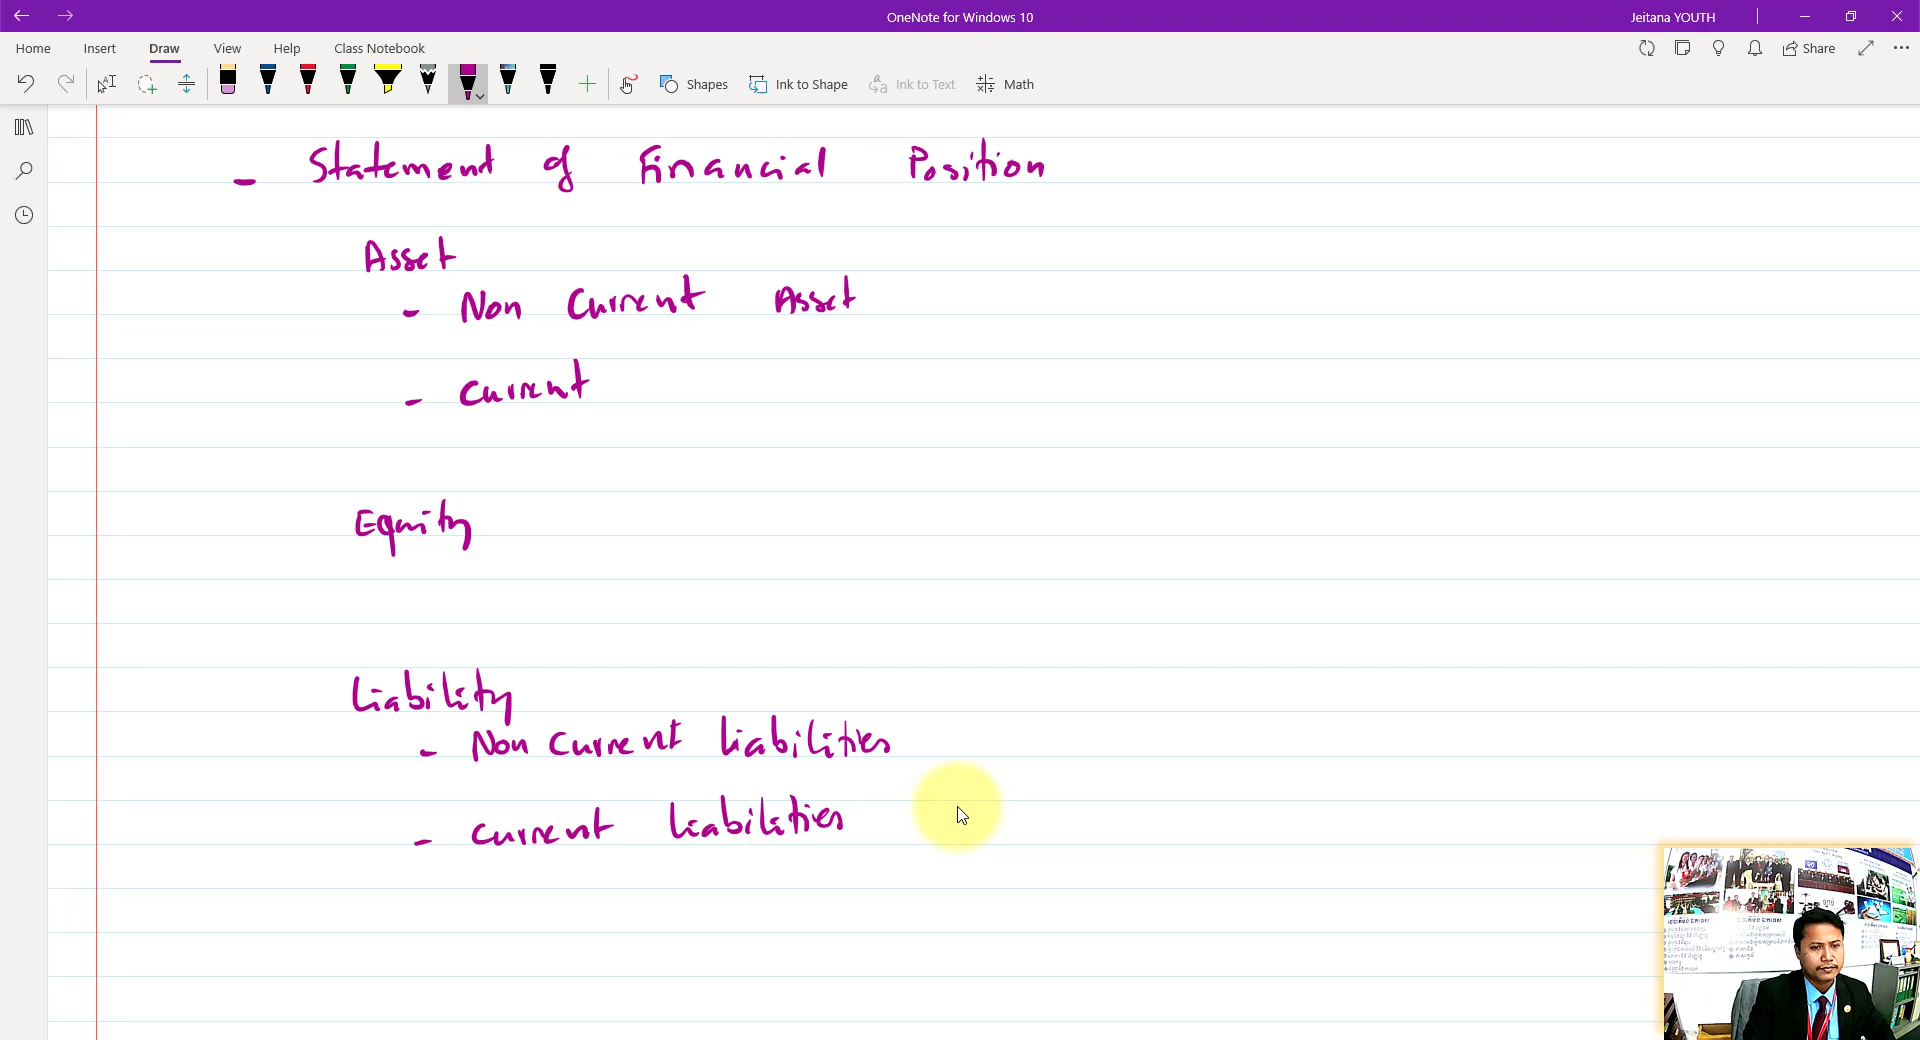 OneNote for Windows 10
Jeitana YOUTH
Home Insert Draw View Help Class Notebook
Share
Shapes Ink to Shape Ink to Text Math
- Statement of Financial Position
Asset
- Non Current Asset
- Current
Equity
Liability
- Non Current Liabilities
- Current Liabilities